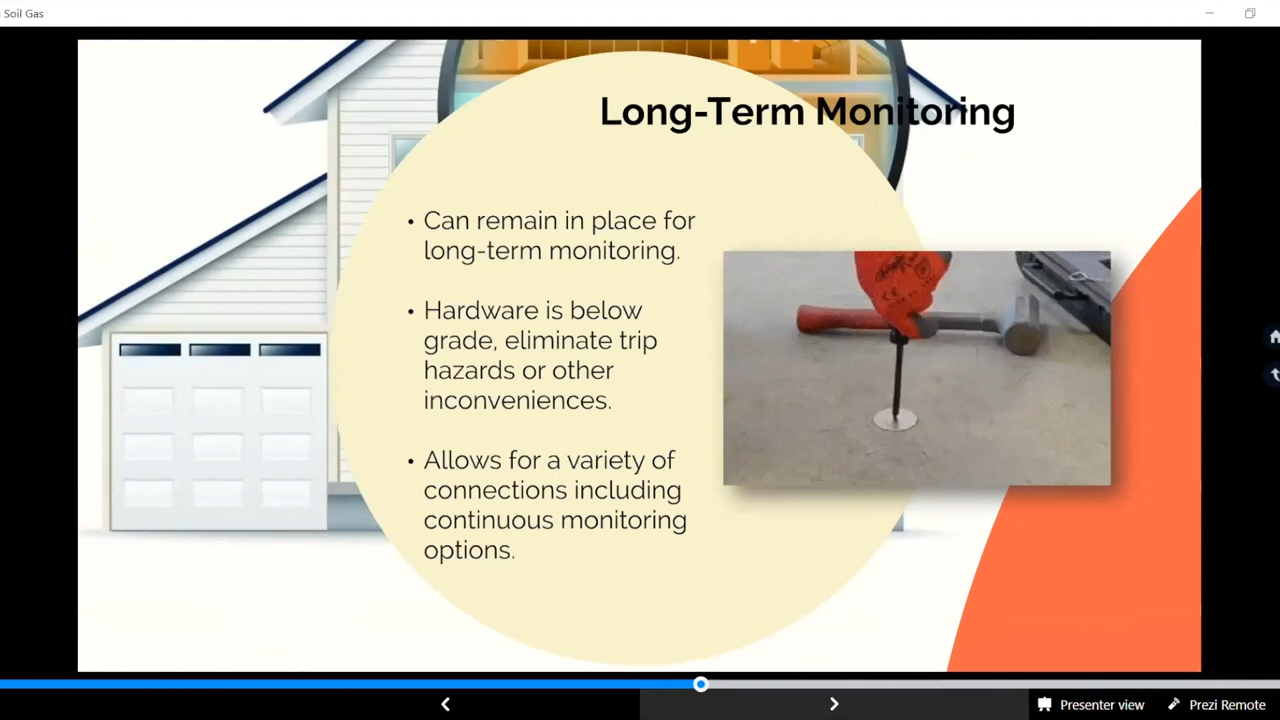 Soil Gas
Long-Term Monitoring
• Can remain in place for
long-term monitoring.
• Hardware is below
grade, eliminate trip
hazards or other
inconveniences.
• Allows for a variety of
connections including
continuous monitoring
options.
Presenter view
Prezi Remote